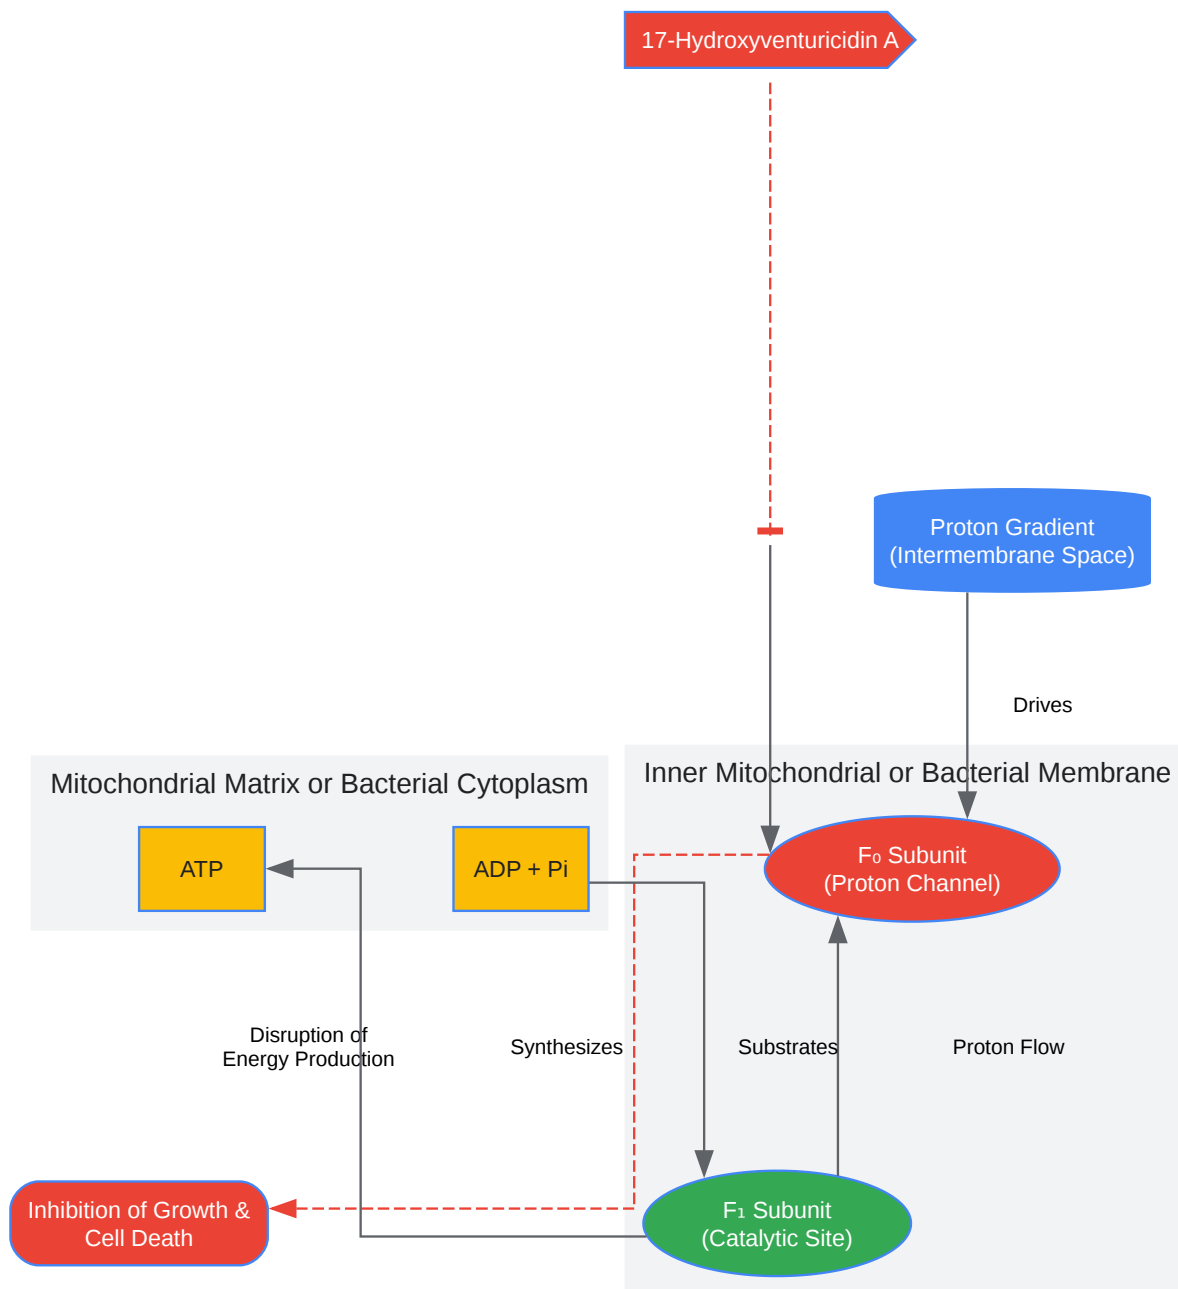 17-Hydroxyventuricidin A
Proton Gradient
(Intermembrane Space)
Drives
Mitochondrial Matrix or Bacterial Cytoplasm
Inner Mitochondrial or Bacterial Membrane
ATP
ADP + Pi
F₀ Subunit
(Proton Channel)
Disruption of
Energy Production
Synthesizes
Substrates
Proton Flow
Inhibition of Growth &
Cell Death
F₁ Subunit
(Catalytic Site)